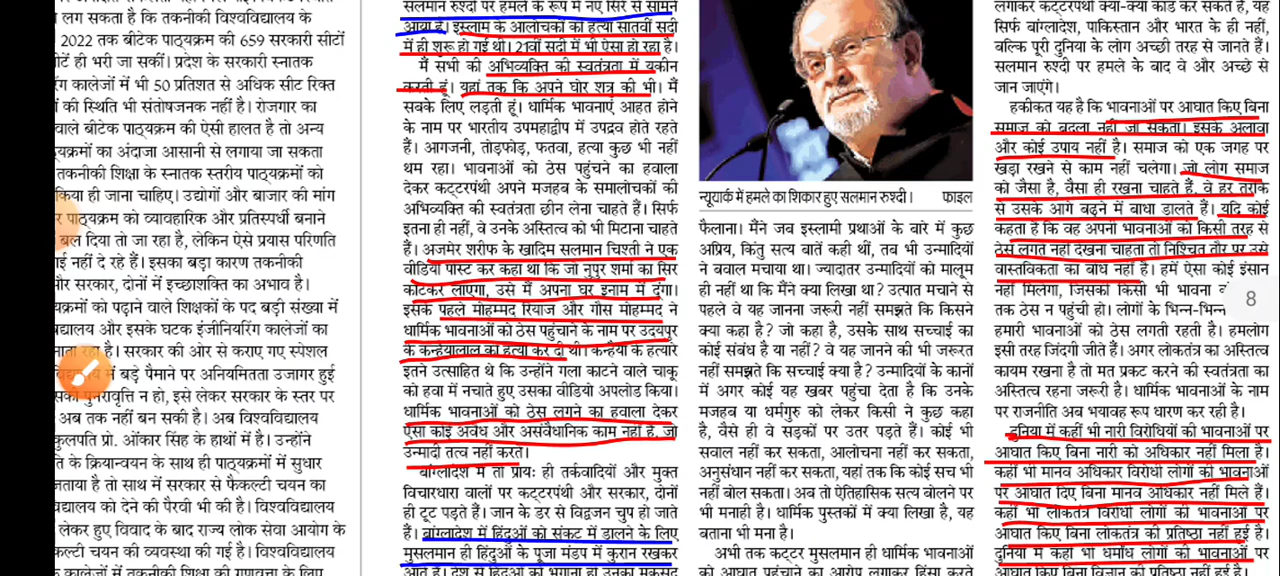 लग सकता है कि तकनीकी विश्वविद्यालय के
2022 तक बीटेक पाठ्यक्रम की 659 सरकारी सीटों
ही भरी जा सकीं। प्रदेश के सरकारी स्नातक
कालेजों में भी 50 प्रतिशत से अधिक सीट रिक्त
की स्थिति भी संतोषजनक नहीं है। रोजगार का
वाले बीटेक पाठ्यक्रम की ऐसी हालत है तो अन्य
का अंदाजा आसानी से लगाया जा सकता
तकनीकी शिक्षा के स्नातक स्तरीय पाठ्यक्रमों को
किया ही जाना चाहिए। उद्योगों और बाजार की मांग
पाठ्यक्रम को व्यावहारिक और प्रतिस्पर्धी बनाने
बल दिया तो जा रहा है, लेकिन ऐसे प्रयास परिणति
नहीं दे रहे हैं। इसका बड़ा कारण तकनीकी
और सरकार, दोनों में इच्छाशक्ति का अभाव है।
को पढ़ाने वाले शिक्षकों के पद बड़ी संख्या में
और इसके घटक इंजीनियरिंग कालेजों का
रहा है। सरकार की ओर से कराए गए स्पेशल
में बड़े पैमाने पर अनियमितता उजागर हुई
पुनरावृत्ति न हो, इसे लेकर सरकार के स्तर पर
अब तक नहीं बन सकी है। अब विश्वविद्यालय
कुलपति प्रो. ओंकार सिंह के हाथों में है। उन्होंने
के क्रियान्वयन के साथ ही पाठ्यक्रमों में सुधार
है तो साथ में सरकार से फैकल्टी चयन का
को देने की पैरवी भी की है। विश्वविद्यालय
लेकर हुए विवाद के बाद राज्य लोक सेवा आयोग के
चयन की व्यवस्था की गई है। विश्वविद्यालय
कालेजों में तकनीकी शिक्षा की गुणवत्ता के लिए
सलमान रुश्दी पर हमले के रूप में नए सिरे से सामने
आया है। इस्लाम के आलोचकों की हत्या सातवीं सदी
में ही शुरू हो गई थी। 21वीं सदी में भी ऐसा हो रहा है।
मैं सभी की अभिव्यक्ति की स्वतंत्रता में यकीन
करती हूं। यहां तक कि अपने घोर शत्रु की भी। मैं
सबके लिए लड़ती हूं। धार्मिक भावनाएं आहत होने
के नाम पर भारतीय उपमहाद्वीप में उपद्रव होते रहते
हैं। आगजनी, तोड़फोड़, फतवा, हत्या कुछ भी नहीं
थम रहा। भावनाओं को ठेस पहुंचने का हवाला
देकर कट्टरपंथी अपने मजहब के समालोचकों की
अभिव्यक्ति की स्वतंत्रता छीन लेना चाहते हैं। सिर्फ
इतना ही नहीं, वे उनके अस्तित्व को भी मिटाना चाहते
हैं। अजमेर शरीफ के खादिम सलमान चिश्ती ने एक
वीडियो पोस्ट कर कहा था कि जो नुपुर शर्मा का सिर
काटकर लाएगा, उसे मैं अपना घर इनाम में दूंगा।
इसके पहले मोहम्मद रियाज और गौस मोहम्मद ने
धार्मिक भावनाओं को ठेस पहुंचाने के नाम पर उदयपुर
के कन्हैयालाल की हत्या कर दी थी। कन्हैया के हत्यारे
इतने उत्साहित थे कि उन्होंने गला काटने वाले चाकू
को हवा में नचाते हुए उसका वीडियो अपलोड किया।
धार्मिक भावनाओं को ठेस लगने का हवाला देकर
ऐसा कोई अवैध और असंवैधानिक काम नहीं है, जो
उन्मादी तत्व नहीं करते।
बांग्लादेश में तो प्रायः ही तर्कवादियों और मुक्त
विचारधारा वालों पर कट्टरपंथी और सरकार, दोनों
ही टूट पड़ते हैं। जान के डर से विद्वजन चुप हो जाते
हैं। बांग्लादेश में हिंदुओं को संकट में डालने के लिए
मुसलमान ही हिंदुओं के पूजा मंडप में कुरान रखकर
आते हैं। देश से हिंदुओं को भगाना ही उनका मकसद
न्यूयार्क में हमले का शिकार हुए सलमान रुश्दी। फाइल
फैलाना। मैंने जब इस्लामी प्रथाओं के बारे में कुछ
अप्रिय, किंतु सत्य बातें कही थीं, तब भी उन्मादियों
ने बवाल मचाया था। ज्यादातर उन्मादियों को मालूम
ही नहीं था कि मैंने क्या लिखा था? उत्पात मचाने से
पहले वे यह जानना जरूरी नहीं समझते कि किसने
क्या कहा है? जो कहा है, उसके साथ सच्चाई का
कोई संबंध है या नहीं? वे यह जानने की भी जरूरत
नहीं समझते कि सच्चाई क्या है? उन्मादियों के कानों
में अगर कोई यह खबर पहुंचा देता है कि उनके
मजहब या धर्मगुरु को लेकर किसी ने कुछ कहा
है, वैसे ही वे सड़कों पर उतर पड़ते हैं। कोई भी
सवाल नहीं कर सकता, आलोचना नहीं कर सकता,
अनुसंधान नहीं कर सकता, यहां तक कि कोई सच भी
नहीं बोल सकता। अब तो ऐतिहासिक सत्य बोलने पर
भी मनाही है। धार्मिक पुस्तकों में क्या लिखा है, यह
बताना भी मना है।
अभी तक कट्टर मुसलमान ही धार्मिक भावनाओं
को आघात पहुंचाने का आरोप लगाकर हिंसा करते
लगाकर कट्टरपंथी क्या-क्या कांड कर सकते हैं, यह
सिर्फ बांग्लादेश, पाकिस्तान और भारत के ही नहीं,
बल्कि पूरी दुनिया के लोग अच्छी तरह से जानते हैं।
सलमान रुश्दी पर हमले के बाद वे और अच्छे से
जान जाएंगे।
हकीकत यह है कि भावनाओं पर आघात किए बिना
समाज को बदला नहीं जा सकता। इसके अलावा
और कोई उपाय नहीं है। समाज को एक जगह पर
खड़ा रखने से काम नहीं चलेगा। जो लोग समाज
को जैसा है, वैसा ही रखना चाहते हैं, वे हर तरीके
से उसके आगे बढ़ने में बाधा डालते हैं। यदि कोई
कहता है कि वह अपनी भावनाओं को किसी तरह से
ठेस लगते नहीं देखना चाहता तो निश्चित तौर पर उसे
वास्तविकता का बोध नहीं है। हमें ऐसा कोई इंसान
नहीं मिलेगा, जिसकी किसी भी भावना
तक ठेस न पहुंची हो। लोगों के भिन्न-भिन्न
हमारी भावनाओं को ठेस लगती रहती है। हमलोग
इसी तरह जिंदगी जीते हैं। अगर लोकतंत्र का अस्तित्व
कायम रखना है तो मत प्रकट करने की स्वतंत्रता का
अस्तित्व रहना जरूरी है। धार्मिक भावनाओं के नाम
पर राजनीति अब भयावह रूप धारण कर रही है।
दुनिया में कहीं भी नारी विरोधियों की भावनाओं पर
आघात किए बिना नारी को अधिकार नहीं मिला है।
कहीं भी मानव अधिकार विरोधी लोगों की भावनाओं
पर आघात दिए बिना मानव अधिकार नहीं मिले हैं।
कहीं भी लोकतंत्र विरोधी लोगों की भावनाओं पर
आघात किए बिना लोकतंत्र की प्रतिष्ठा नहीं हुई है।
दुनिया में कहीं भी धर्मांध लोगों की भावनाओं पर
आघात किए बिना विज्ञान की प्रतिष्ठा नहीं हुई है।
8